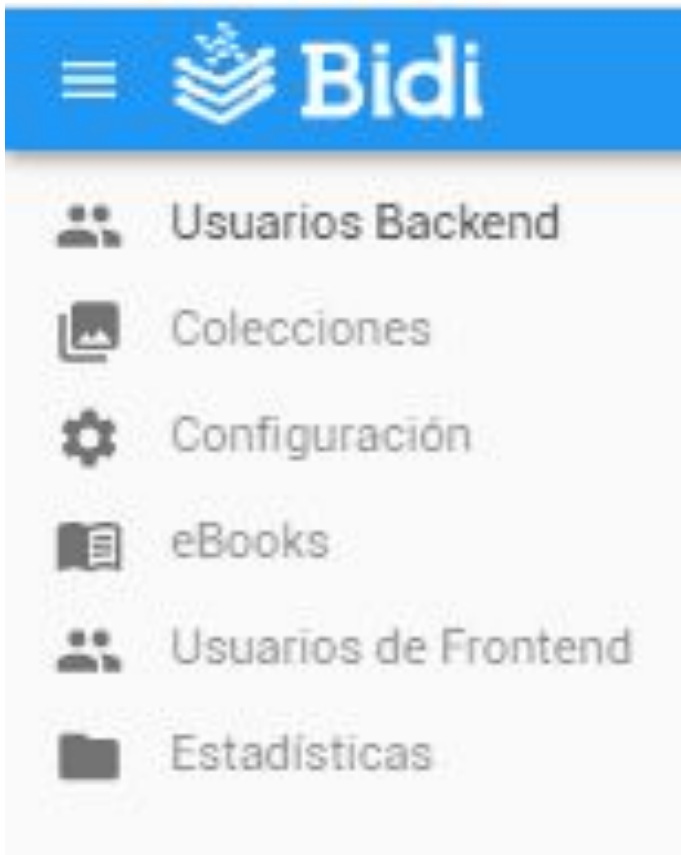 Bidi
Usuarios Backend
Colecciones
Configuración
eBooks
Usuarios de Frontend
Estadísticas